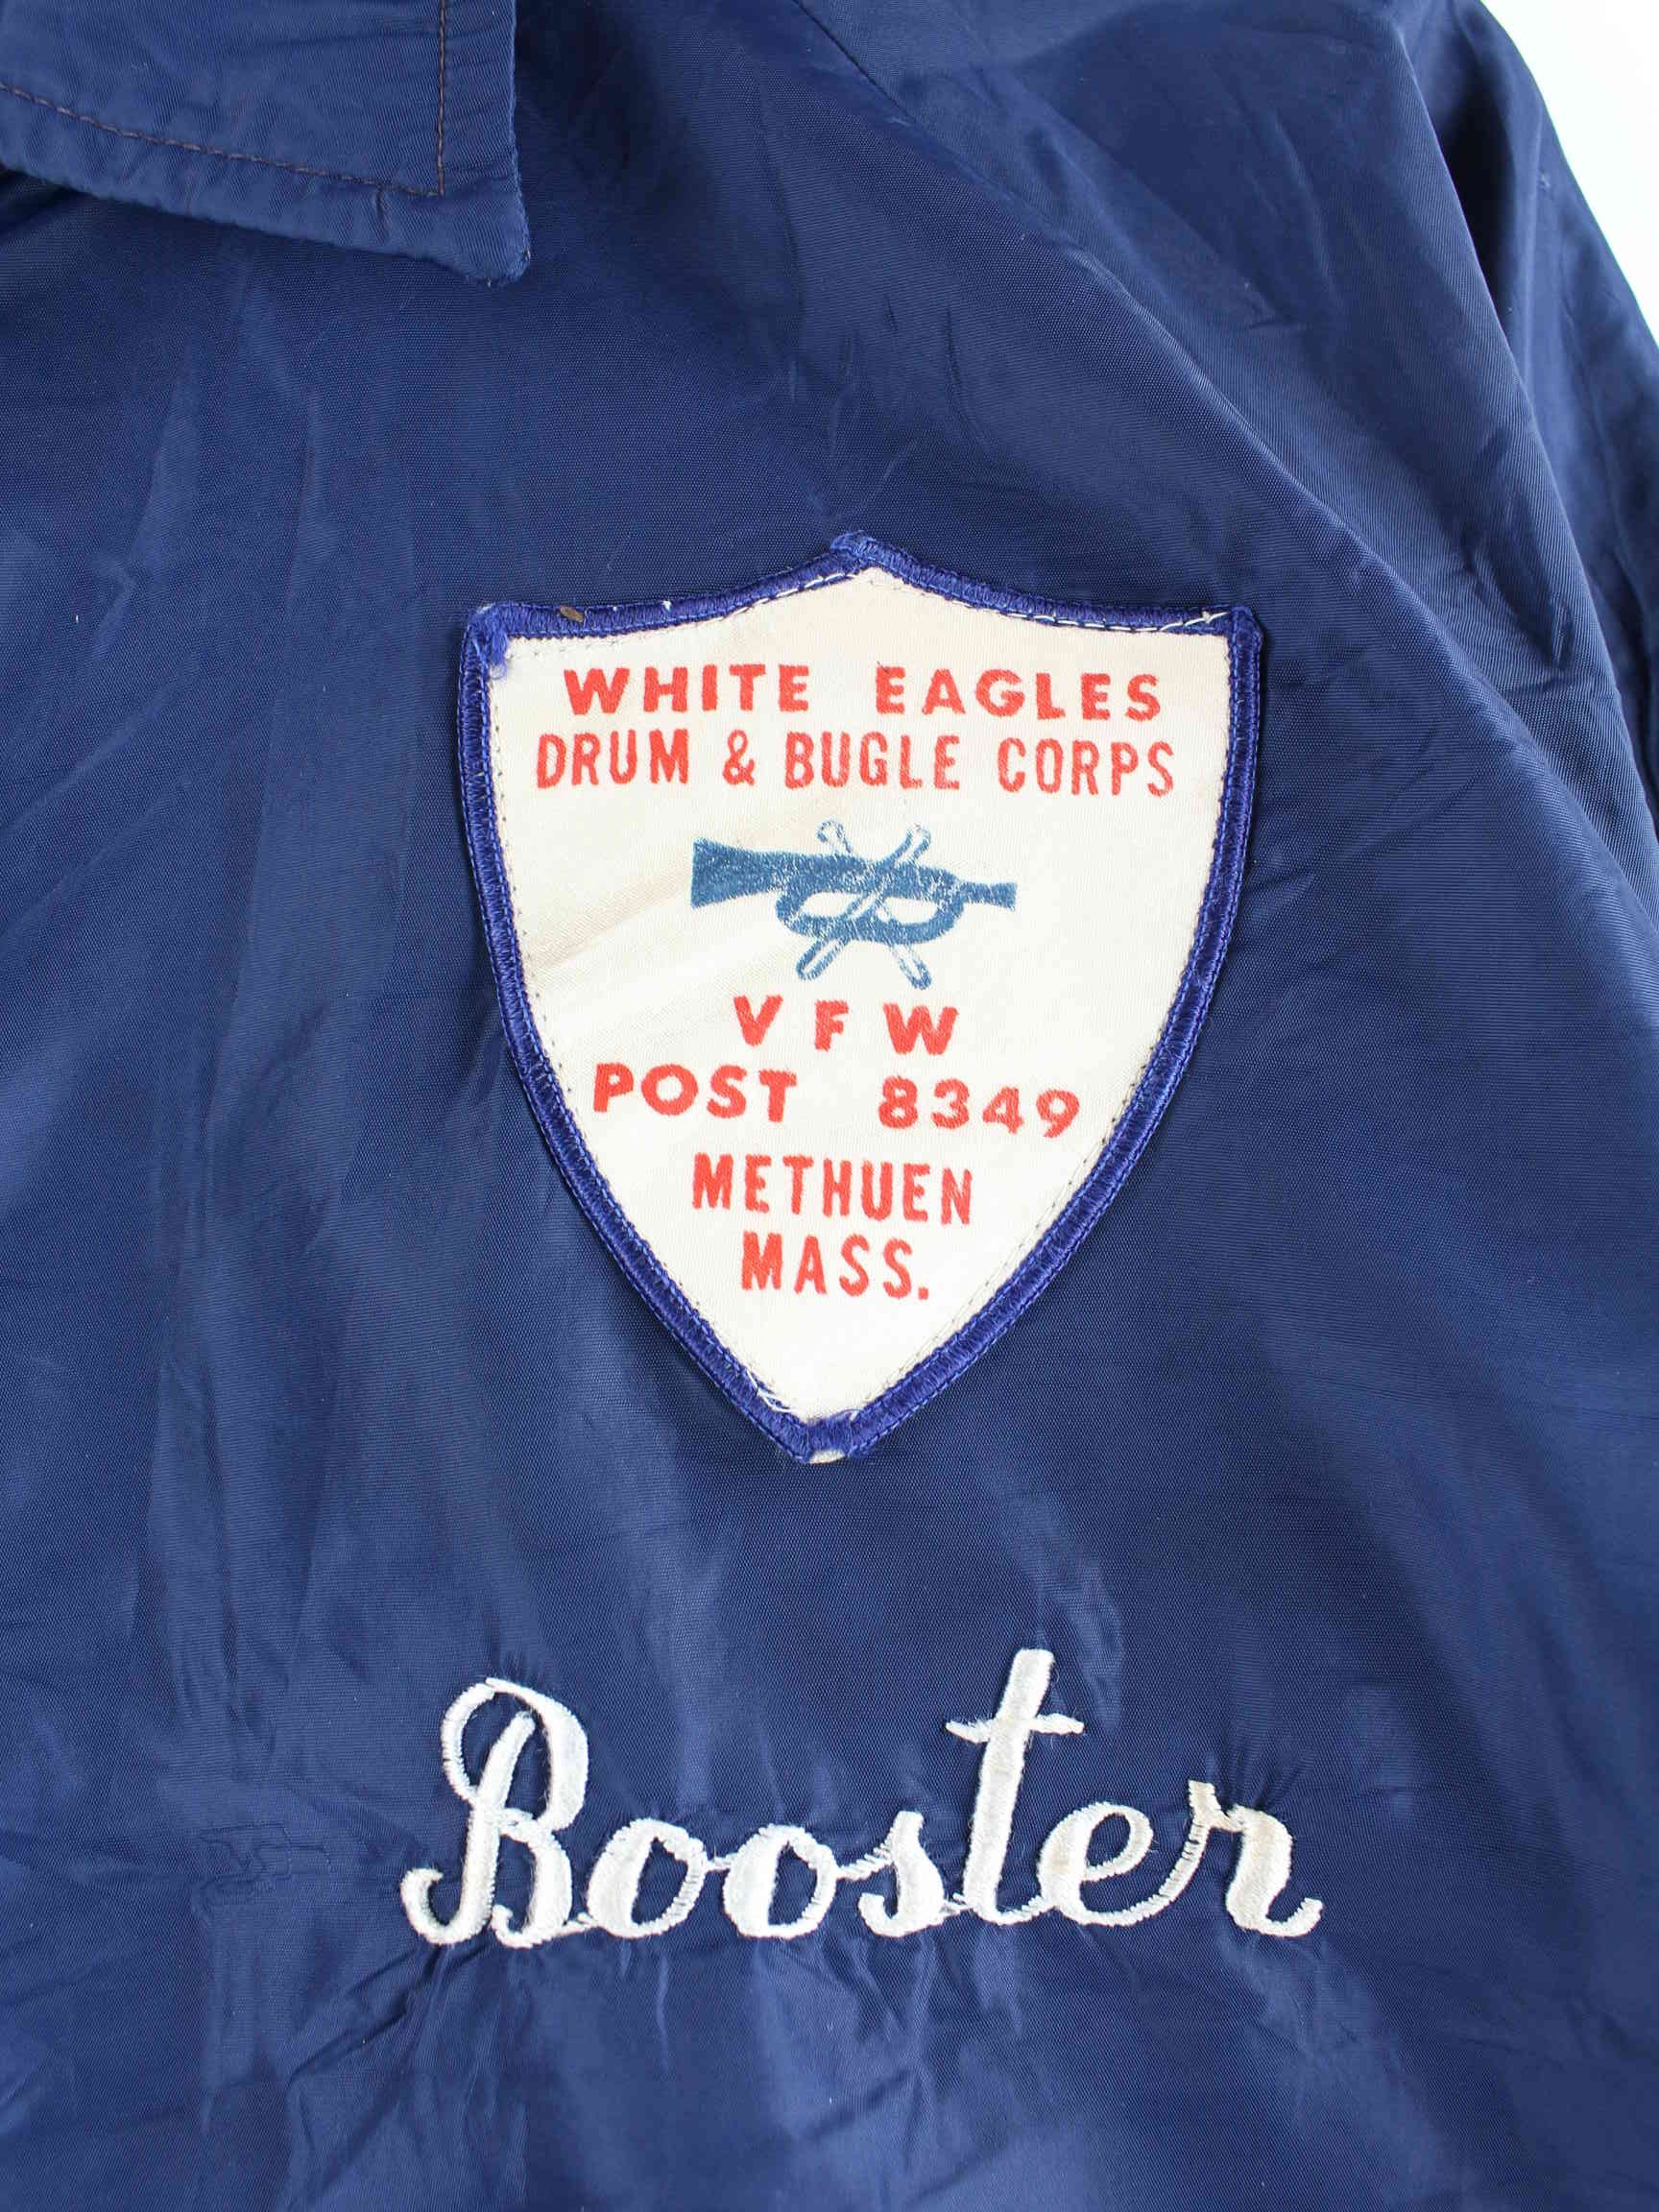 WHITE EAGLES
DRUM & BUGLE CORPS
V F W
POST 8349
METHUEN
MASS.
Booster